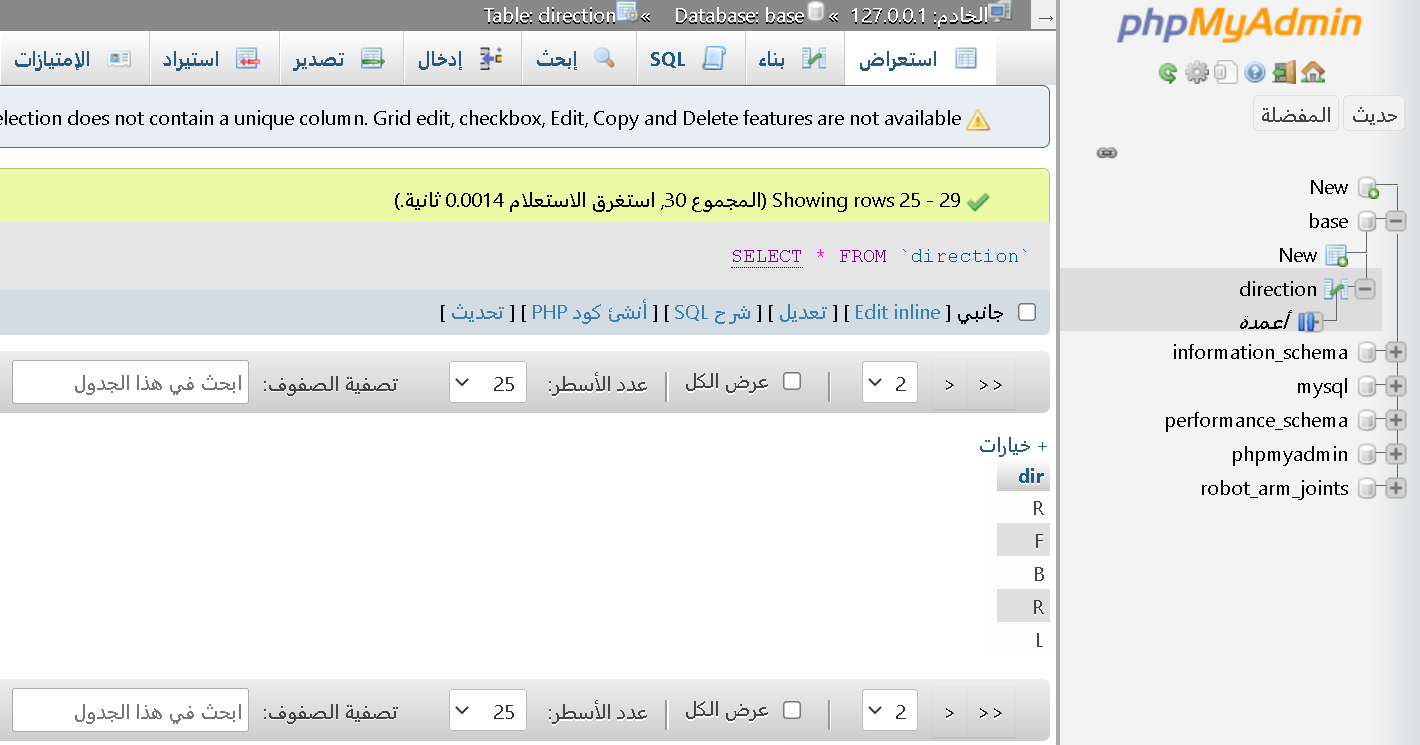 phpMyAdmin
حديث
المفضلة
New
base
New
direction
أعمدة
information_schema
mysql
performance_schema
phpmyadmin
robot_arm_joints
→ الخادم: 127.0.0.1 » Database: base » Table: direction
استعراض بناء SQL إبحث إدخال تصدير استيراد الإمتيازات
election does not contain a unique column. Grid edit, checkbox, Edit, Copy and Delete features are not available
Showing rows 25 - 29 (المجموع 30, استغرق الاستعلام 0.0014 ثانية.)
SELECT * FROM `direction`
جانبي [ Edit inline ] [ تعديل ] [ شرح SQL ] [ أنشئ كود PHP ] [ تحديث ]
<< < 2 | عرض الكل | عدد الأسطر: 25 تصفية الصفوف: ابحث في هذا الجدول
+ خيارات
dir
R
F
B
R
L
<< < 2 | عرض الكل | عدد الأسطر: 25 تصفية الصفوف: ابحث في هذا الجدول